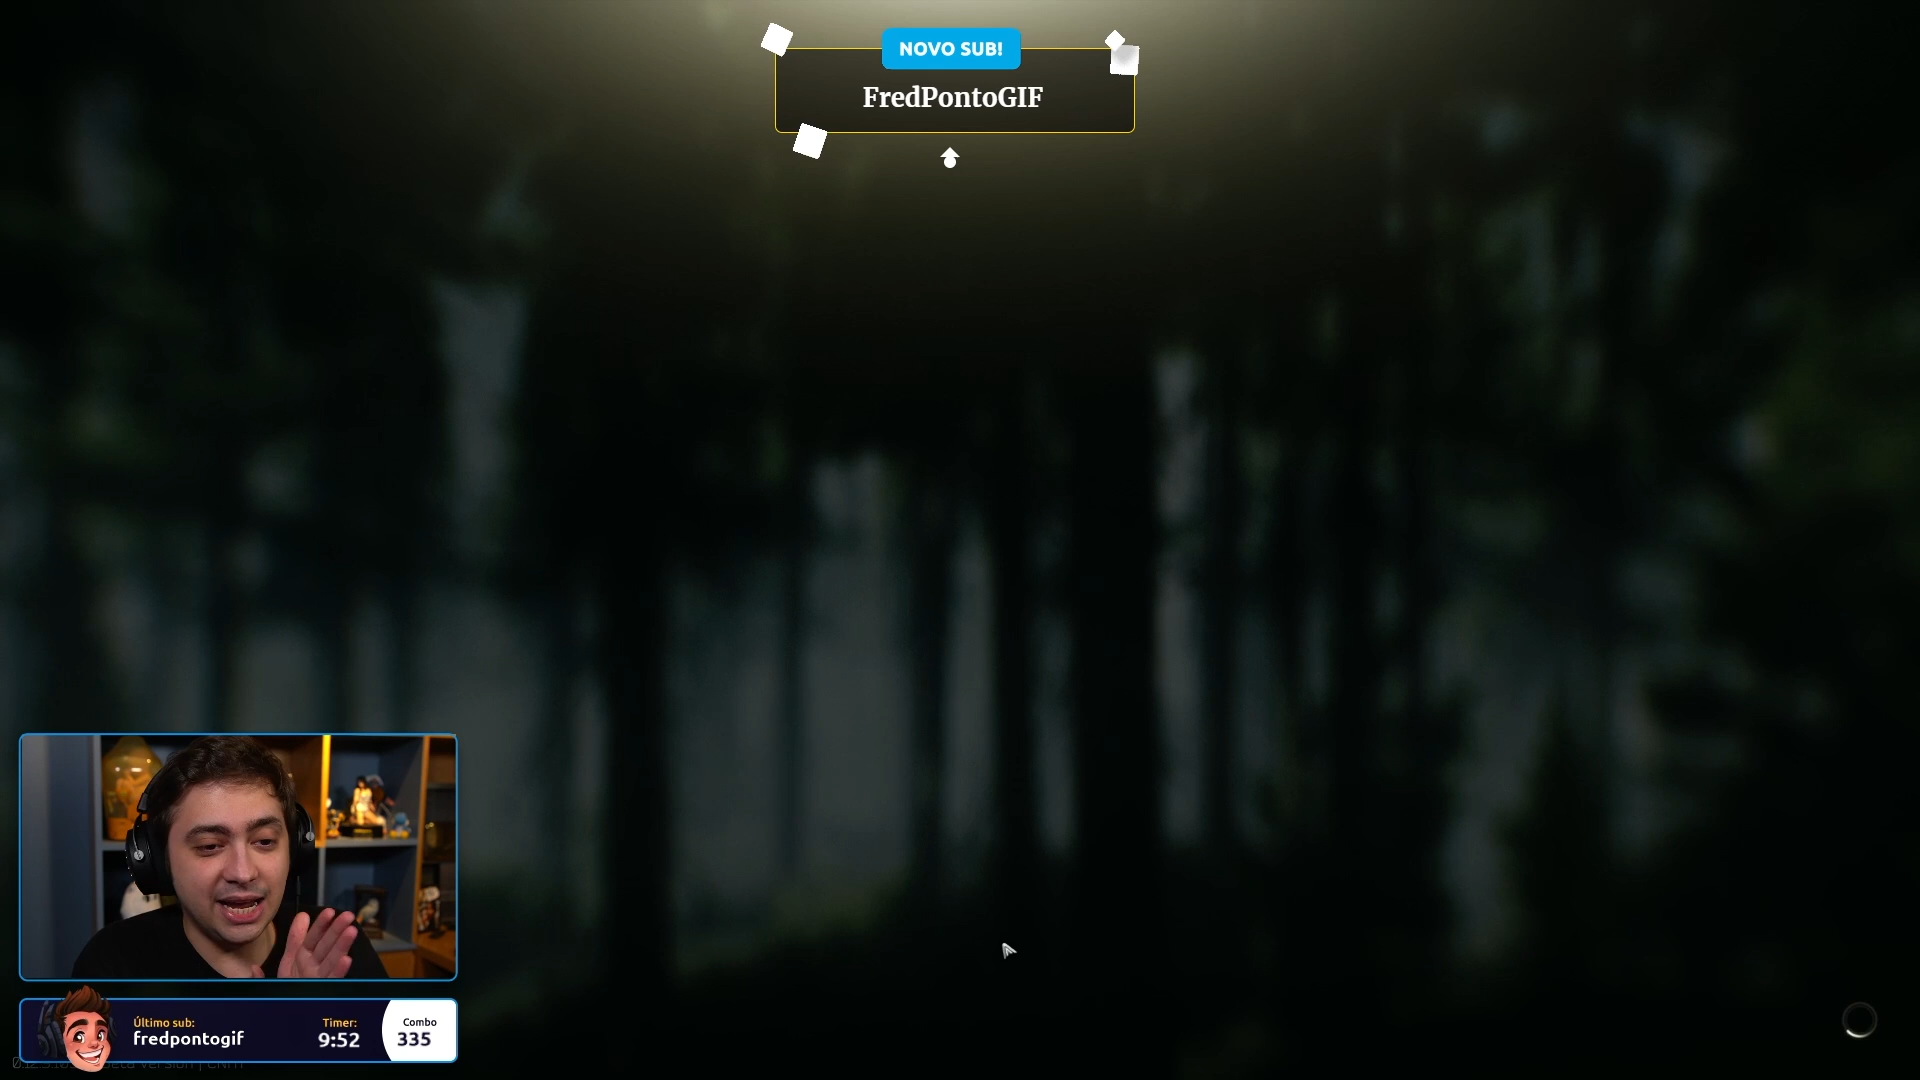 NOVO SUB!
FredPontoGIF
Último sub:
fredpontogif
Timer:
9:52
Combo
335